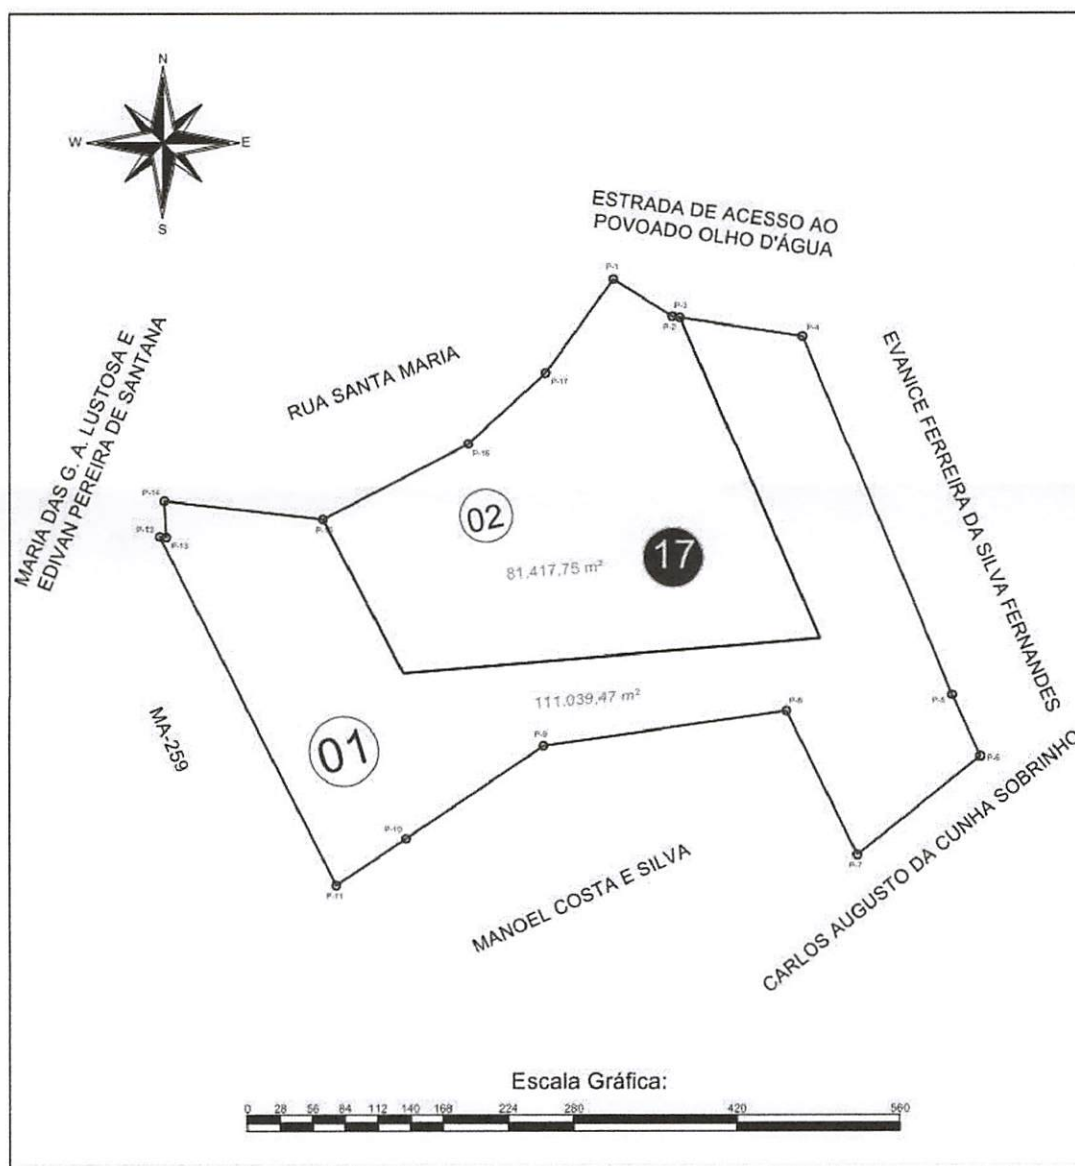 N
W E
S
ESTRADA DE ACESSO AO
POVOADO OLHO D'ÁGUA
P-1
P-3
P-2
P-4
MARIA DAS G. A. LUSTOSA E
EDIVAN PEREIRA DE SANTANA
RUA SANTA MARIA
EVANICE FERREIRA DA SILVA FERNANDES
P-17
P-16
P-14
P-15
P-12
P-13
02
17
81.417,75 m²
111.039,47 m²
MA-259
01
P-5
P-8
P-9
P-6
P-10
P-7
P-11
MANOEL COSTA E SILVA
CARLOS AUGUSTO DA CUNHA SOBRINHO
Escala Gráfica:
0 28 56 84 112 140 168 224 280 420 560